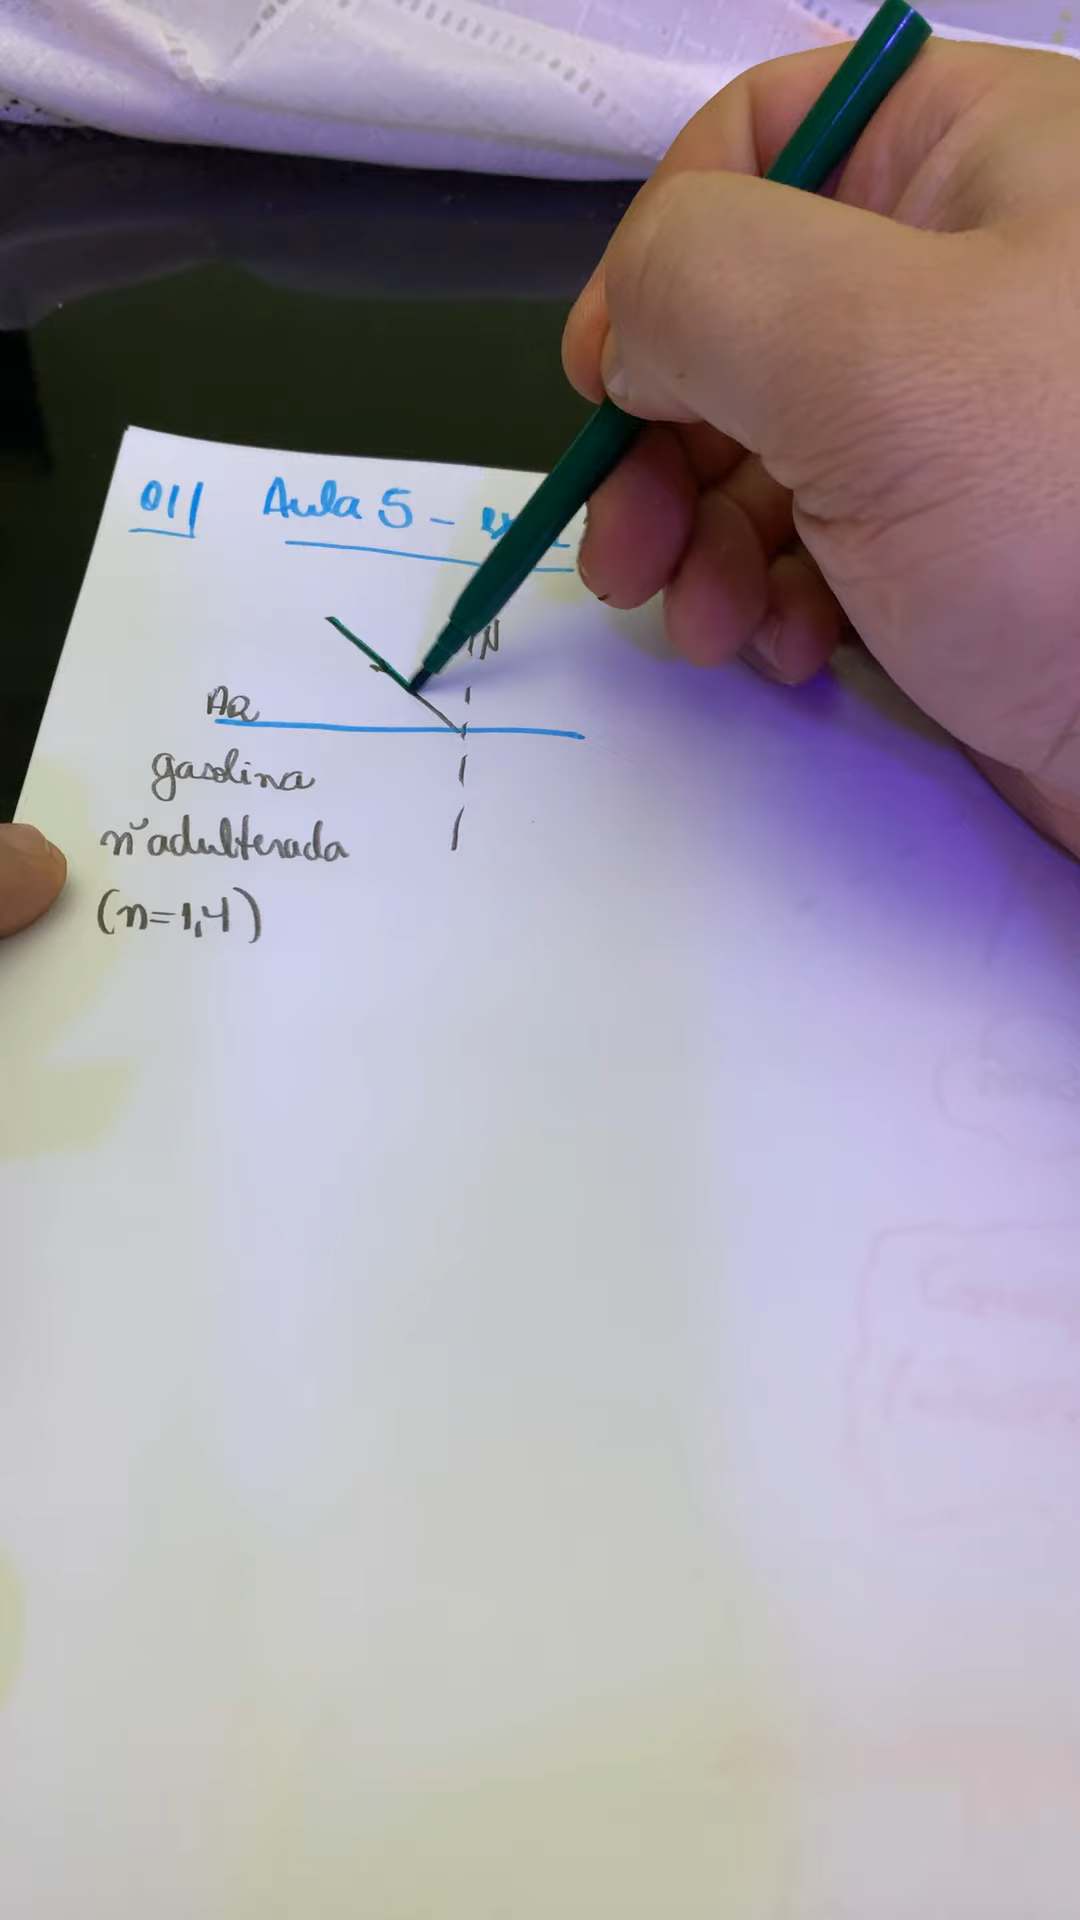 01) Aula 5 -
N
AR
gasolina
ñ adulterada
(n=1,4)